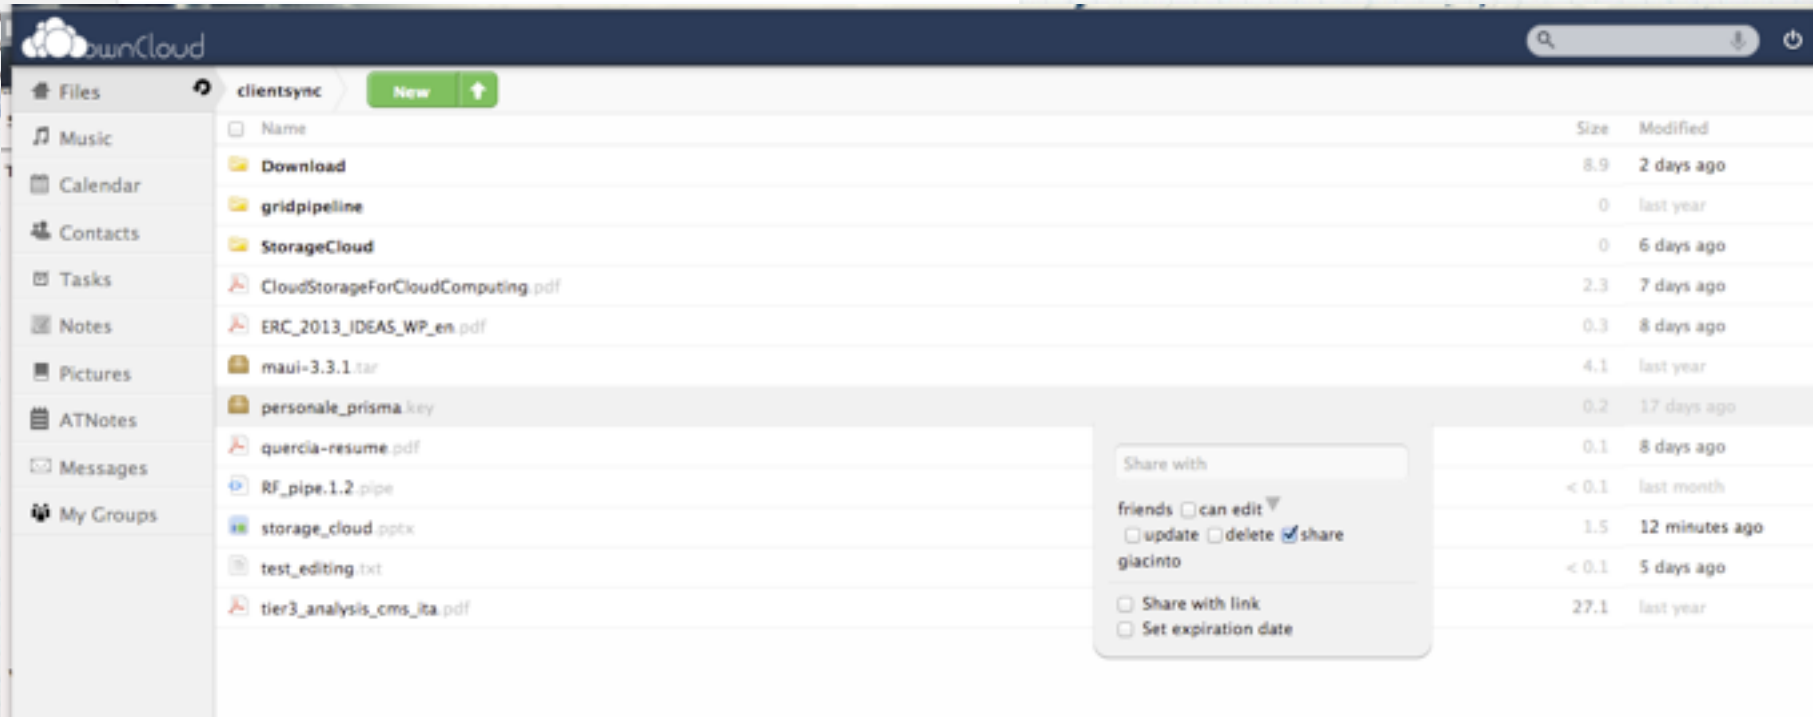 ownCloud
Files clientsync New
Name Size Modified
Music
Download 8.9 2 days ago
Calendar
gridpipeline 0 last year
Contacts
StorageCloud 0 6 days ago
Tasks
CloudStorageForCloudComputing.pdf 2.3 7 days ago
Notes
ERC_2013_IDEAS_WP_en.pdf 0.3 8 days ago
Pictures
maui-3.3.1.tar 4.1 last year
personale_prisma.key 0.2 17 days ago
ATNotes
quercia-resume.pdf 0.1 8 days ago
Messages
Share with
RF_pipe.1.2.pipe < 0.1 last month
My Groups
friends can edit
storage_cloud.pptx 1.5 12 minutes ago
update delete share
giacinto
test_editing.txt < 0.1 5 days ago
Share with link
tier3_analysis_cms_ita.pdf 27.1 last year
Set expiration date